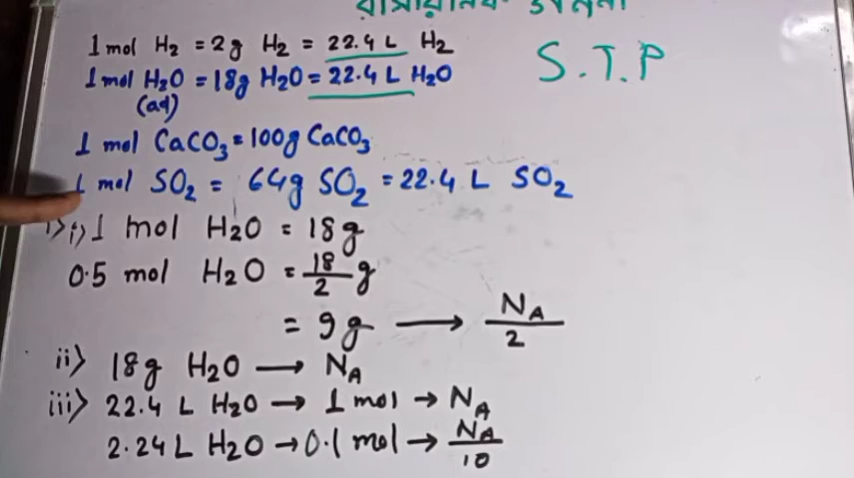 1 mol H₂ = 2g H₂ = 22.4 L H₂
S.T.P
1 mol H₂O = 18g H₂O = 22.4 L H₂O
1 mol CaCO₃ = 100g CaCO₃
1 mol SO₂ = 64g SO₂ = 22.4 L SO₂
i) 1 mol H₂O = 18g
0.5 mol H₂O = 18/2 g
= 9g → N_A/2
ii) 18g H₂O → N_A
iii) 22.4 L H₂O → 1 mol → N_A
2.24 L H₂O → 0.1 mol → N_A/10